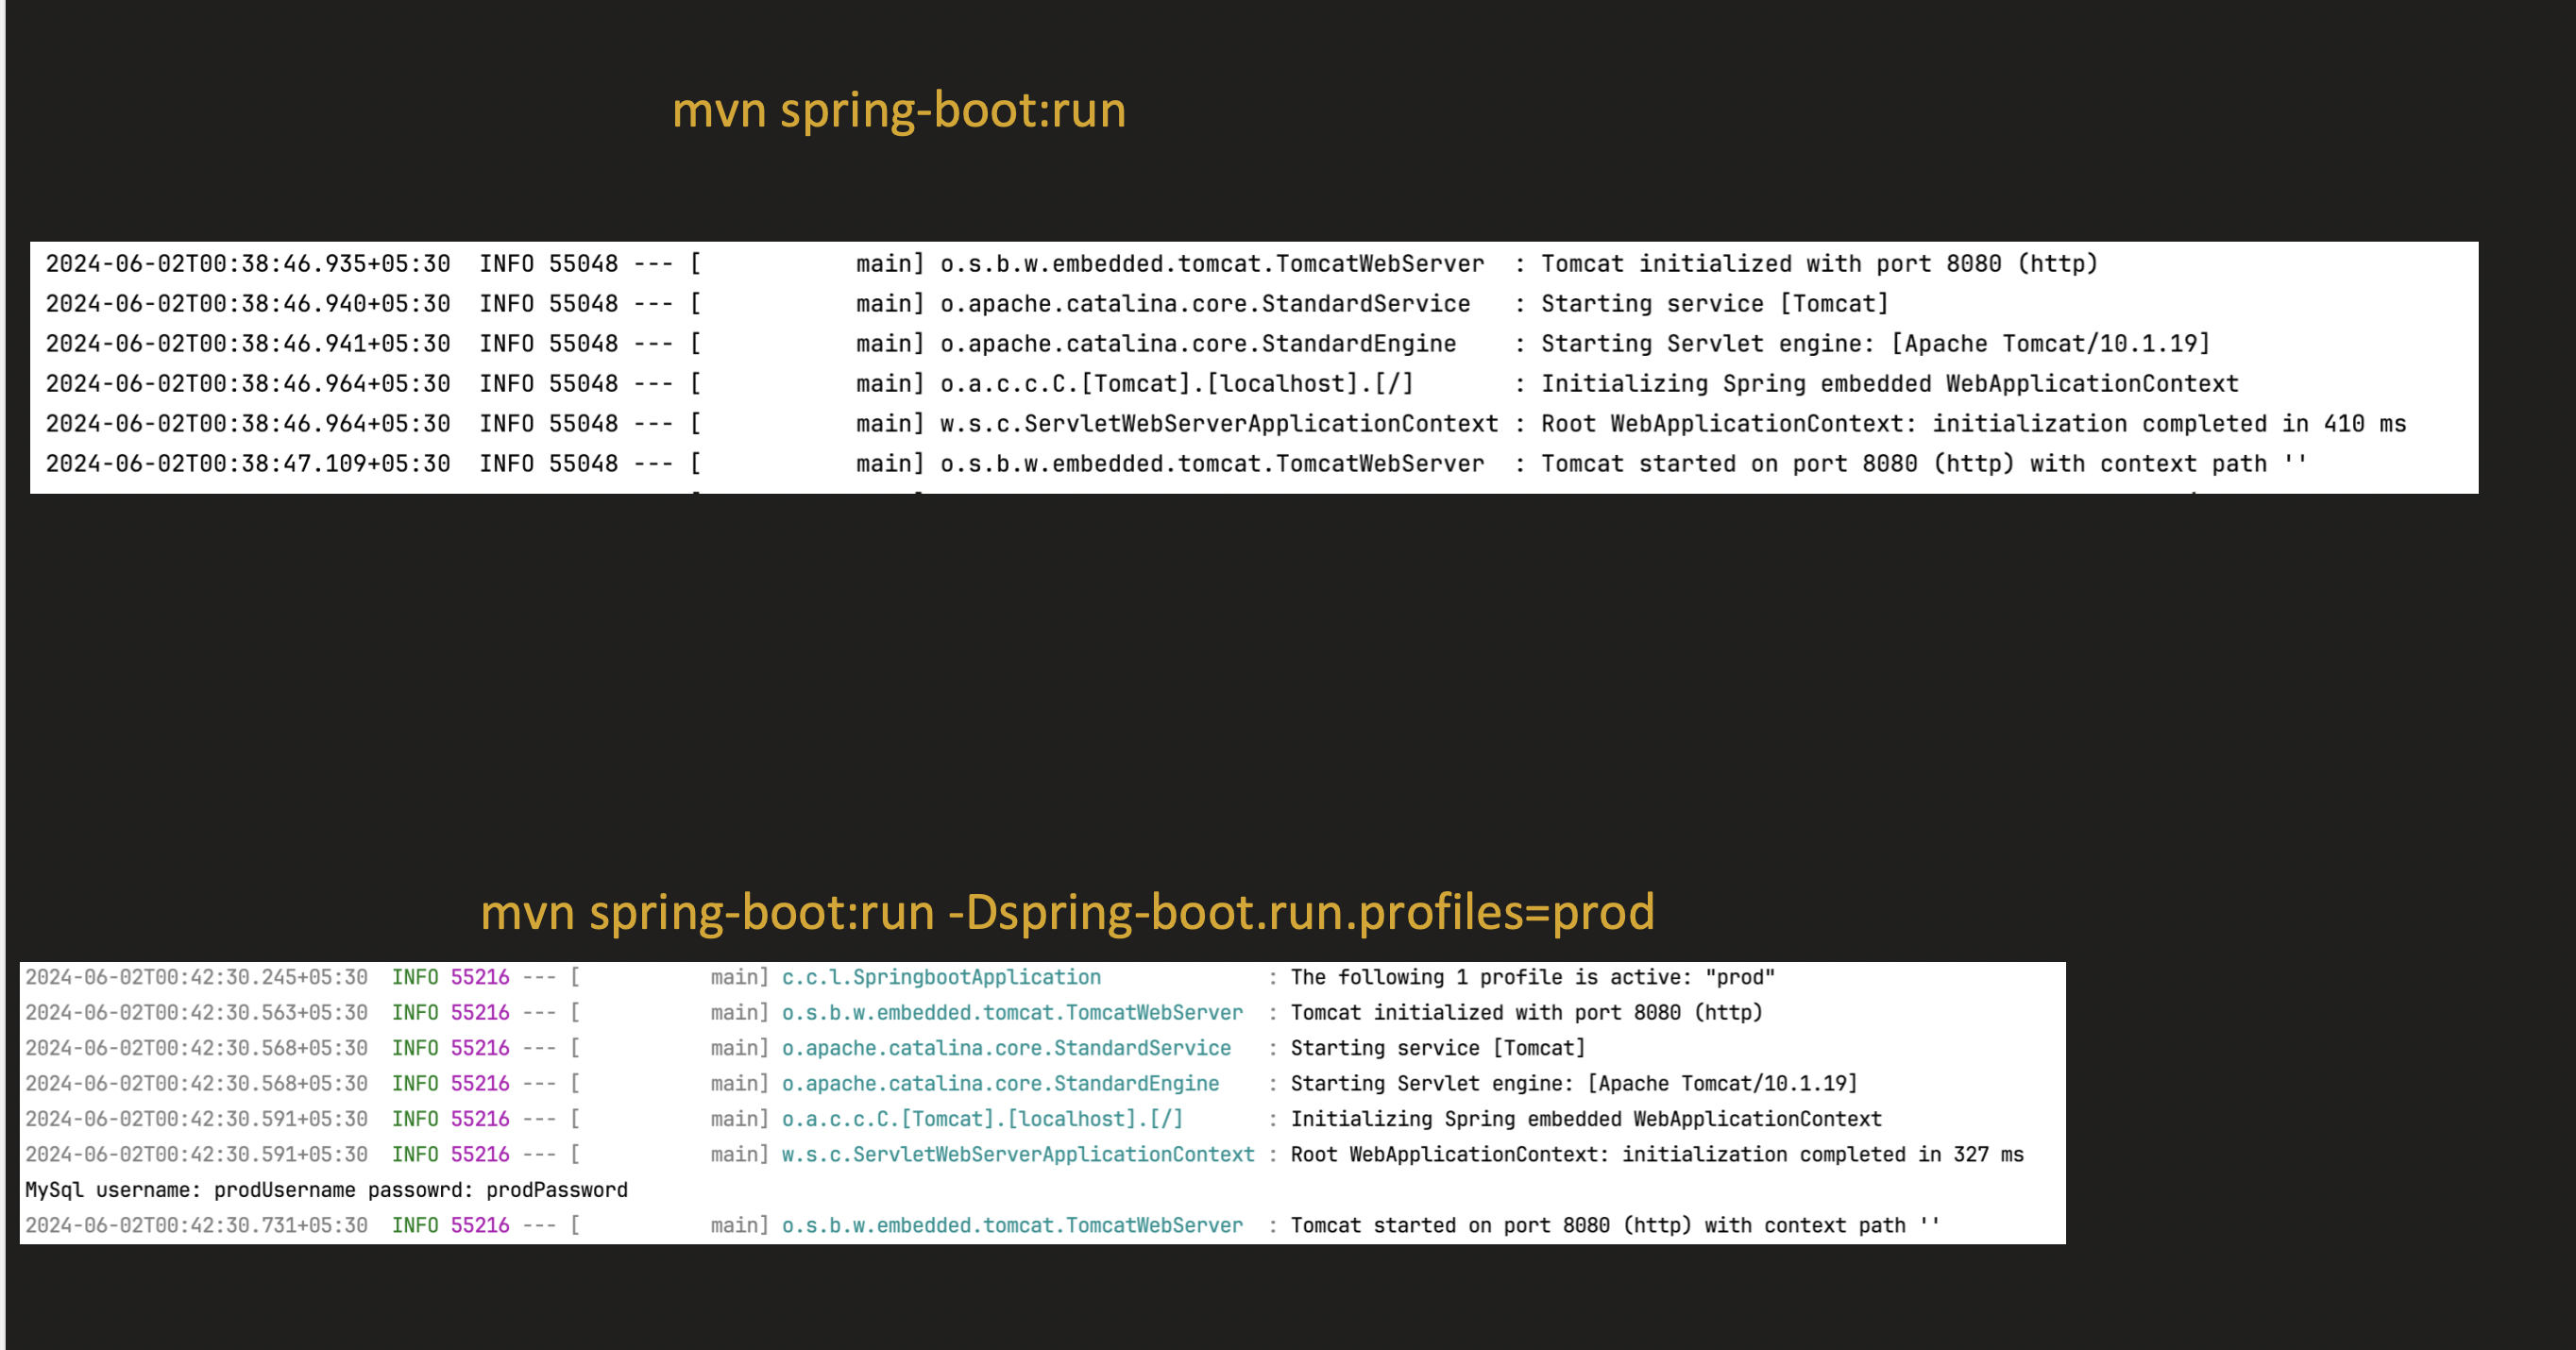 mvn spring-boot:run
2024-06-02T00:38:46.935+05:30  INFO 55048 --- [           main] o.s.b.w.embedded.tomcat.TomcatWebServer  : Tomcat initialized with port 8080 (http)
2024-06-02T00:38:46.940+05:30  INFO 55048 --- [           main] o.apache.catalina.core.StandardService   : Starting service [Tomcat]
2024-06-02T00:38:46.941+05:30  INFO 55048 --- [           main] o.apache.catalina.core.StandardEngine    : Starting Servlet engine: [Apache Tomcat/10.1.19]
2024-06-02T00:38:46.964+05:30  INFO 55048 --- [           main] o.a.c.c.C.[Tomcat].[localhost].[/]       : Initializing Spring embedded WebApplicationContext
2024-06-02T00:38:46.964+05:30  INFO 55048 --- [           main] w.s.c.ServletWebServerApplicationContext : Root WebApplicationContext: initialization completed in 410 ms
2024-06-02T00:38:47.109+05:30  INFO 55048 --- [           main] o.s.b.w.embedded.tomcat.TomcatWebServer  : Tomcat started on port 8080 (http) with context path ''
mvn spring-boot:run -Dspring-boot.run.profiles=prod
2024-06-02T00:42:30.245+05:30  INFO 55216 --- [           main] c.c.l.SpringbootApplication              : The following 1 profile is active: "prod"
2024-06-02T00:42:30.563+05:30  INFO 55216 --- [           main] o.s.b.w.embedded.tomcat.TomcatWebServer  : Tomcat initialized with port 8080 (http)
2024-06-02T00:42:30.568+05:30  INFO 55216 --- [           main] o.apache.catalina.core.StandardService   : Starting service [Tomcat]
2024-06-02T00:42:30.568+05:30  INFO 55216 --- [           main] o.apache.catalina.core.StandardEngine    : Starting Servlet engine: [Apache Tomcat/10.1.19]
2024-06-02T00:42:30.591+05:30  INFO 55216 --- [           main] o.a.c.c.C.[Tomcat].[localhost].[/]       : Initializing Spring embedded WebApplicationContext
2024-06-02T00:42:30.591+05:30  INFO 55216 --- [           main] w.s.c.ServletWebServerApplicationContext : Root WebApplicationContext: initialization completed in 327 ms
MySql username: prodUsername passowrd: prodPassword
2024-06-02T00:42:30.731+05:30  INFO 55216 --- [           main] o.s.b.w.embedded.tomcat.TomcatWebServer  : Tomcat started on port 8080 (http) with context path ''